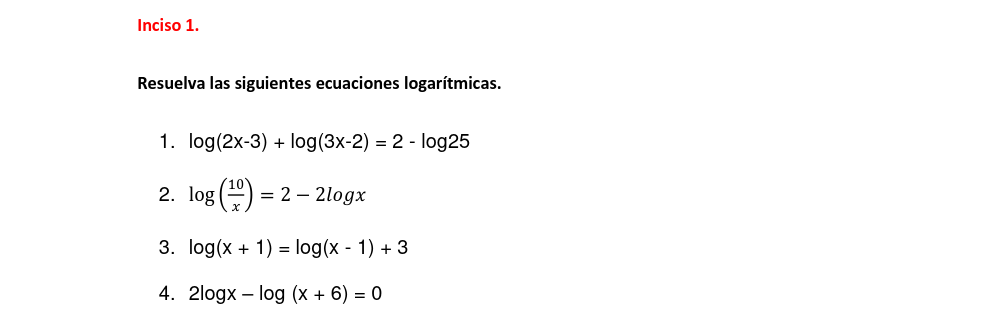 Inciso 1.
Resuelva las siguientes ecuaciones logarítmicas.
1. log(2x-3) + log(3x-2) = 2 - log25
2. log(10/x) = 2 − 2logx
3. log(x + 1) = log(x - 1) + 3
4. 2logx – log (x + 6) = 0